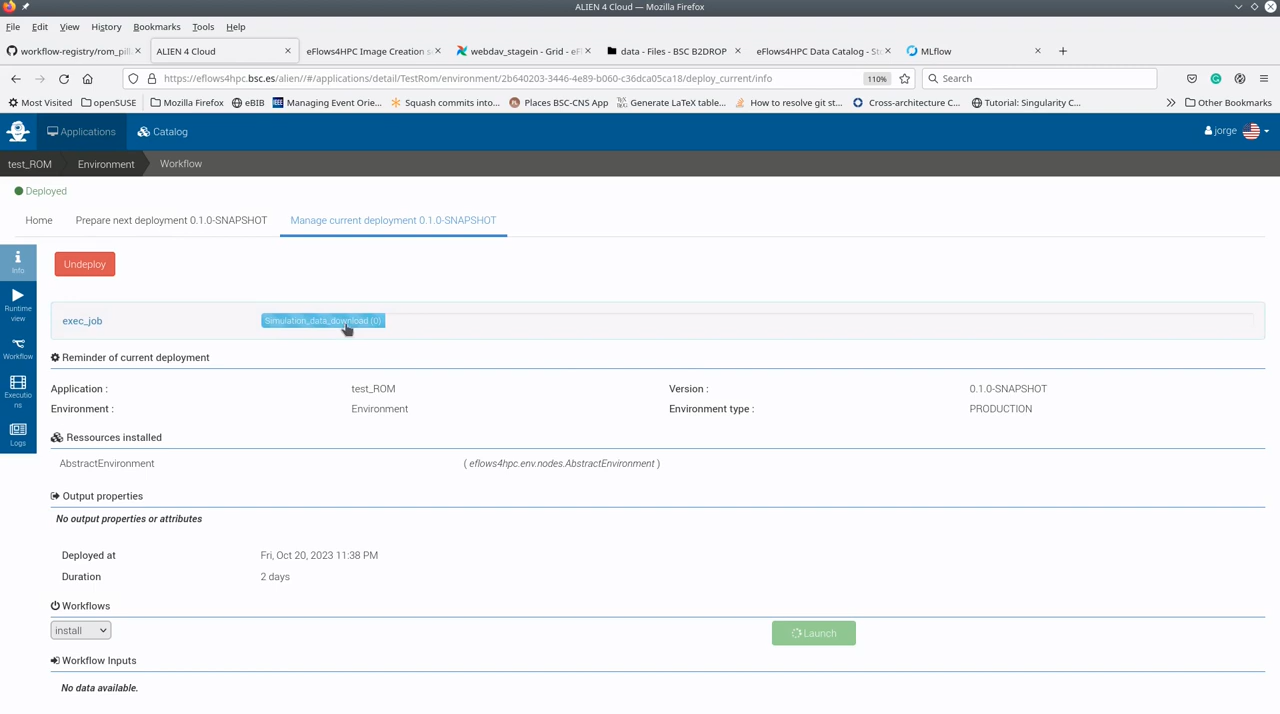 ALIEN 4 Cloud — Mozilla Firefox
File Edit View History Bookmarks Tools Help
workflow-registry/rom_pil
ALIEN 4 Cloud
eFlows4HPC Image Creation s
webdav_stagein - Grid - eF
data - Files - BSC B2DROP
eFlows4HPC Data Catalog - St
MLflow
https://eflows4hpc.bsc.es/alien//#/applications/detail/TestRom/environment/2b640203-3446-4e89-b060-c36dca05ca18/deploy_current/info
110%
Search
Most Visited
openSUSE
Mozilla Firefox
eBIB
Managing Event Orie...
Squash commits into...
Places BSC-CNS App
Generate LaTeX table...
How to resolve git st...
Cross-architecture C...
Tutorial: Singularity C...
Other Bookmarks
Applications
Catalog
jorge
test_ROM
Environment
Workflow
Deployed
Home
Prepare next deployment 0.1.0-SNAPSHOT
Manage current deployment 0.1.0-SNAPSHOT
Info
Runtime
view
Workflow
Executio
ns
Logs
Undeploy
exec_job
Simulation_data_download (0)
Reminder of current deployment
Application : test_ROM
Version : 0.1.0-SNAPSHOT
Environment : Environment
Environment type : PRODUCTION
Ressources installed
AbstractEnvironment ( eflows4hpc.env.nodes.AbstractEnvironment )
Output properties
No output properties or attributes
Deployed at Fri, Oct 20, 2023 11:38 PM
Duration 2 days
Workflows
install
Launch
Workflow Inputs
No data available.